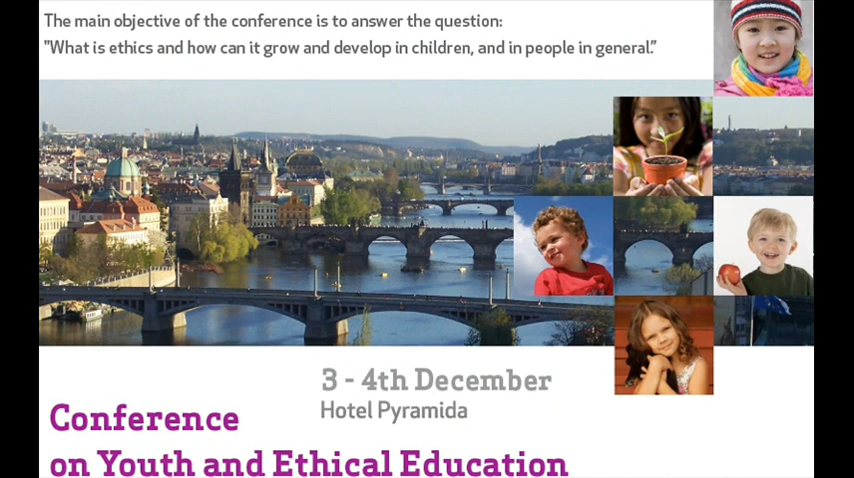 The main objective of the conference is to answer the question:
"What is ethics and how can it grow and develop in children, and in people in general.”
3 - 4th December
Hotel Pyramida
Conference
on Youth and Ethical Education